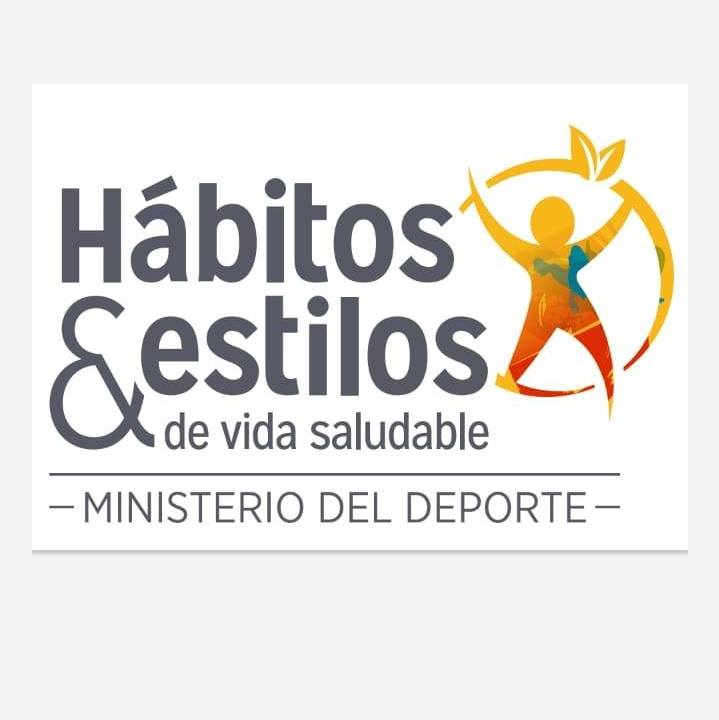 Hábitos
& estilos
de vida saludable
— MINISTERIO DEL DEPORTE —